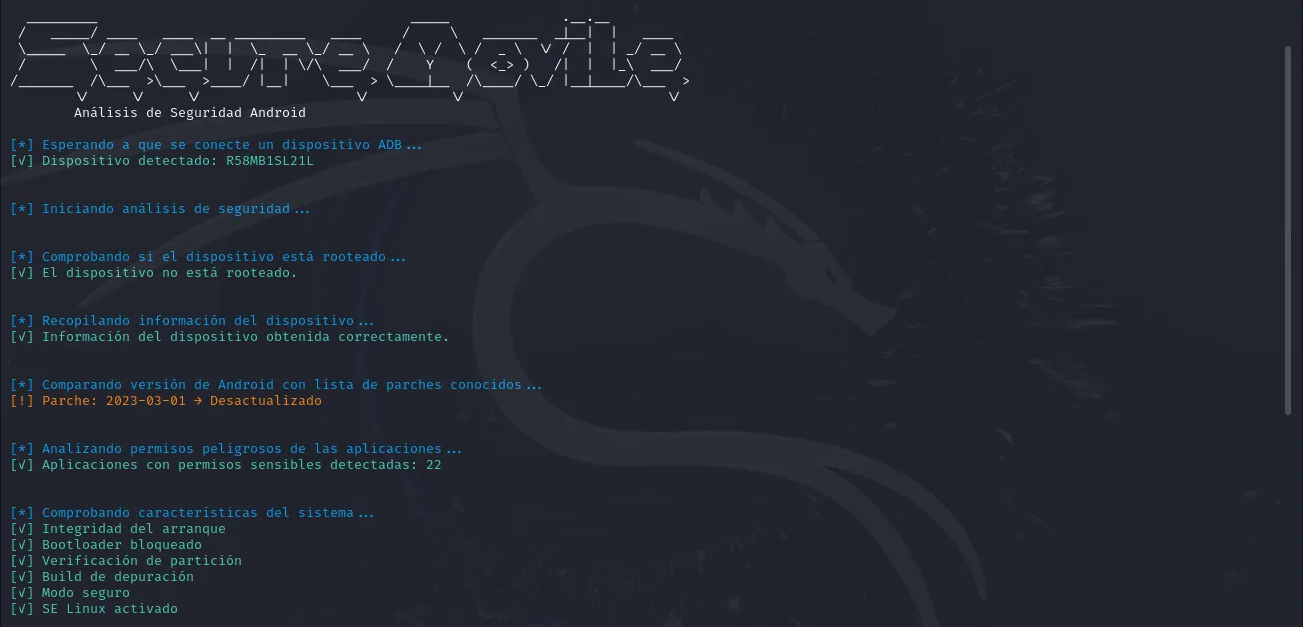 Secure Movile
Análisis de Seguridad Android
[*] Esperando a que se conecte un dispositivo ADB...
[√] Dispositivo detectado: R58MB1SL21L
[*] Iniciando análisis de seguridad...
[*] Comprobando si el dispositivo está rooteado...
[√] El dispositivo no está rooteado.
[*] Recopilando información del dispositivo...
[√] Información del dispositivo obtenida correctamente.
[*] Comparando versión de Android con lista de parches conocidos...
[!] Parche: 2023-03-01 → Desactualizado
[*] Analizando permisos peligrosos de las aplicaciones...
[√] Aplicaciones con permisos sensibles detectadas: 22
[*] Comprobando características del sistema...
[√] Integridad del arranque
[√] Bootloader bloqueado
[√] Verificación de partición
[√] Build de depuración
[√] Modo seguro
[√] SE Linux activado